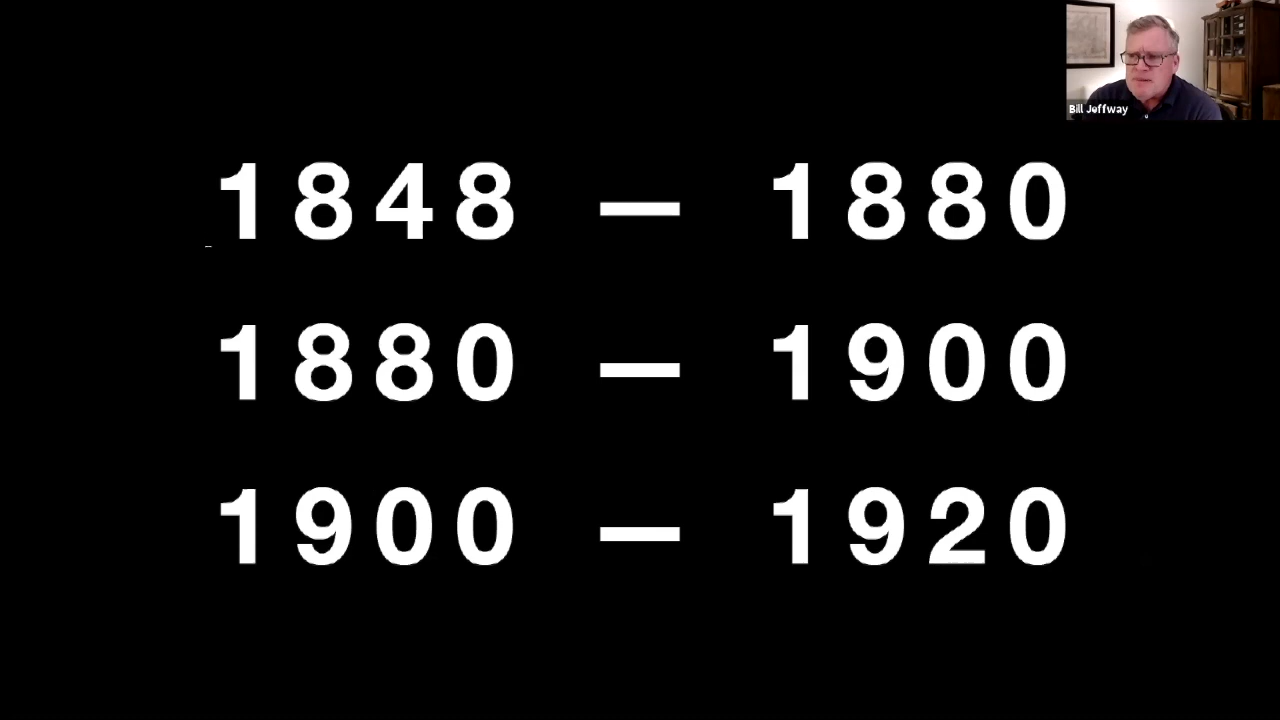 Bill Jeffway
1848 – 1880
1880 – 1900
1900 – 1920